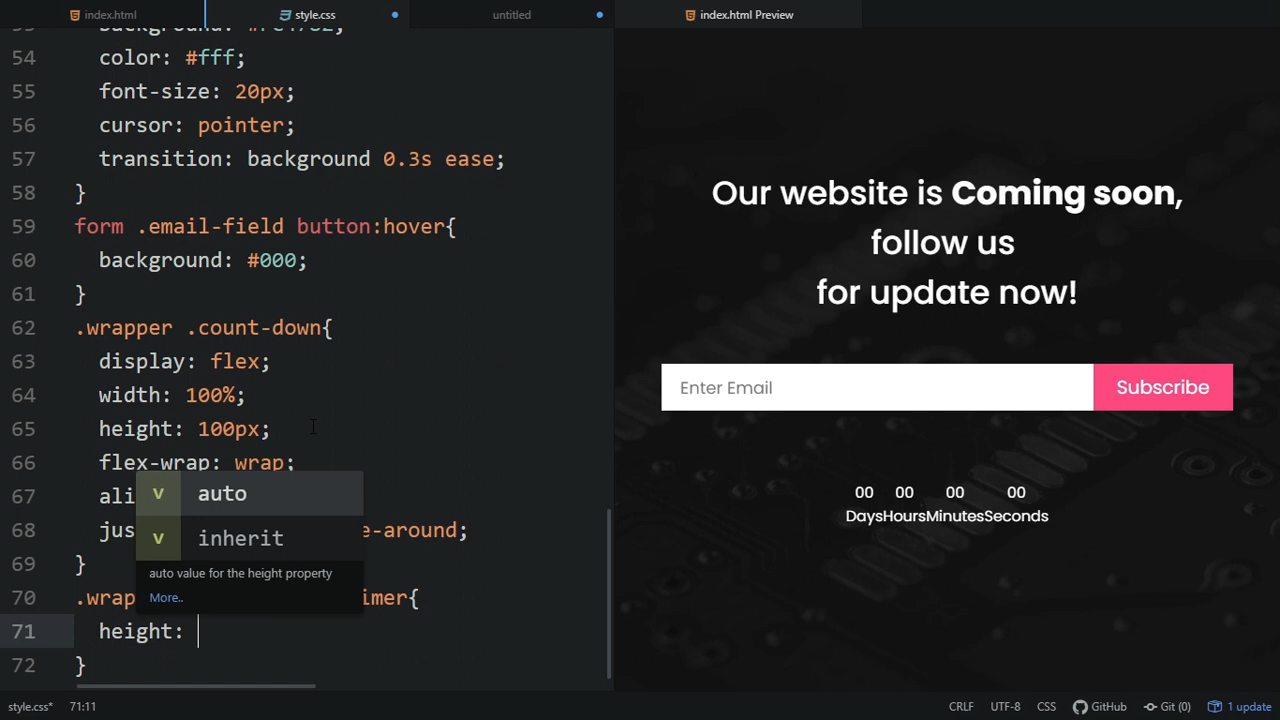 index.html
style.css
untitled
index.html Preview
54 color: #fff;
55 font-size: 20px;
56 cursor: pointer;
57 transition: background 0.3s ease;
58 }
59 form .email-field button:hover{
60 background: #000;
61 }
62 .wrapper .count-down{
63 display: flex;
64 width: 100%;
65 height: 100px;
66 flex-wrap: wrap;
67 ali
68 jus e-around;
69 }
70 .wrap imer{
71 height:
72 }
v auto
v inherit
auto value for the height property
More..
Our website is Coming soon,
follow us
for update now!
Enter Email
Subscribe
00 00 00 00
DaysHoursMinutesSeconds
style.css* 71:11
CRLF UTF-8 CSS GitHub Git (0) 1 update